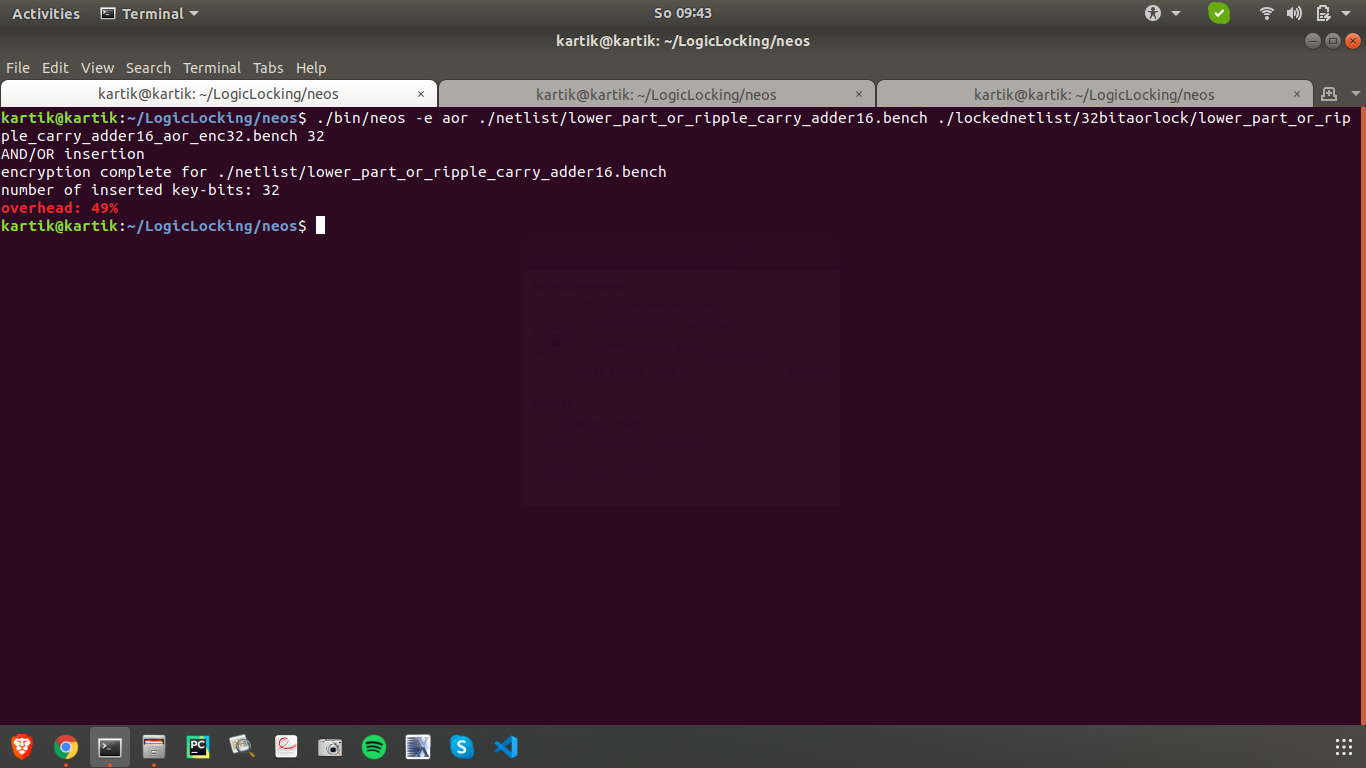 Activities
Terminal
So 09:43
kartik@kartik: ~/LogicLocking/neos
File Edit View Search Terminal Tabs Help
kartik@kartik: ~/LogicLocking/neos ×
kartik@kartik: ~/LogicLocking/neos ×
kartik@kartik: ~/LogicLocking/neos ×
kartik@kartik:~/LogicLocking/neos$ ./bin/neos -e aor ./netlist/lower_part_or_ripple_carry_adder16.bench ./lockednetlist/32bitaorlock/lower_part_or_rip
ple_carry_adder16_aor_enc32.bench 32
AND/OR insertion
encryption complete for ./netlist/lower_part_or_ripple_carry_adder16.bench
number of inserted key-bits: 32
overhead: 49%
kartik@kartik:~/LogicLocking/neos$
PC